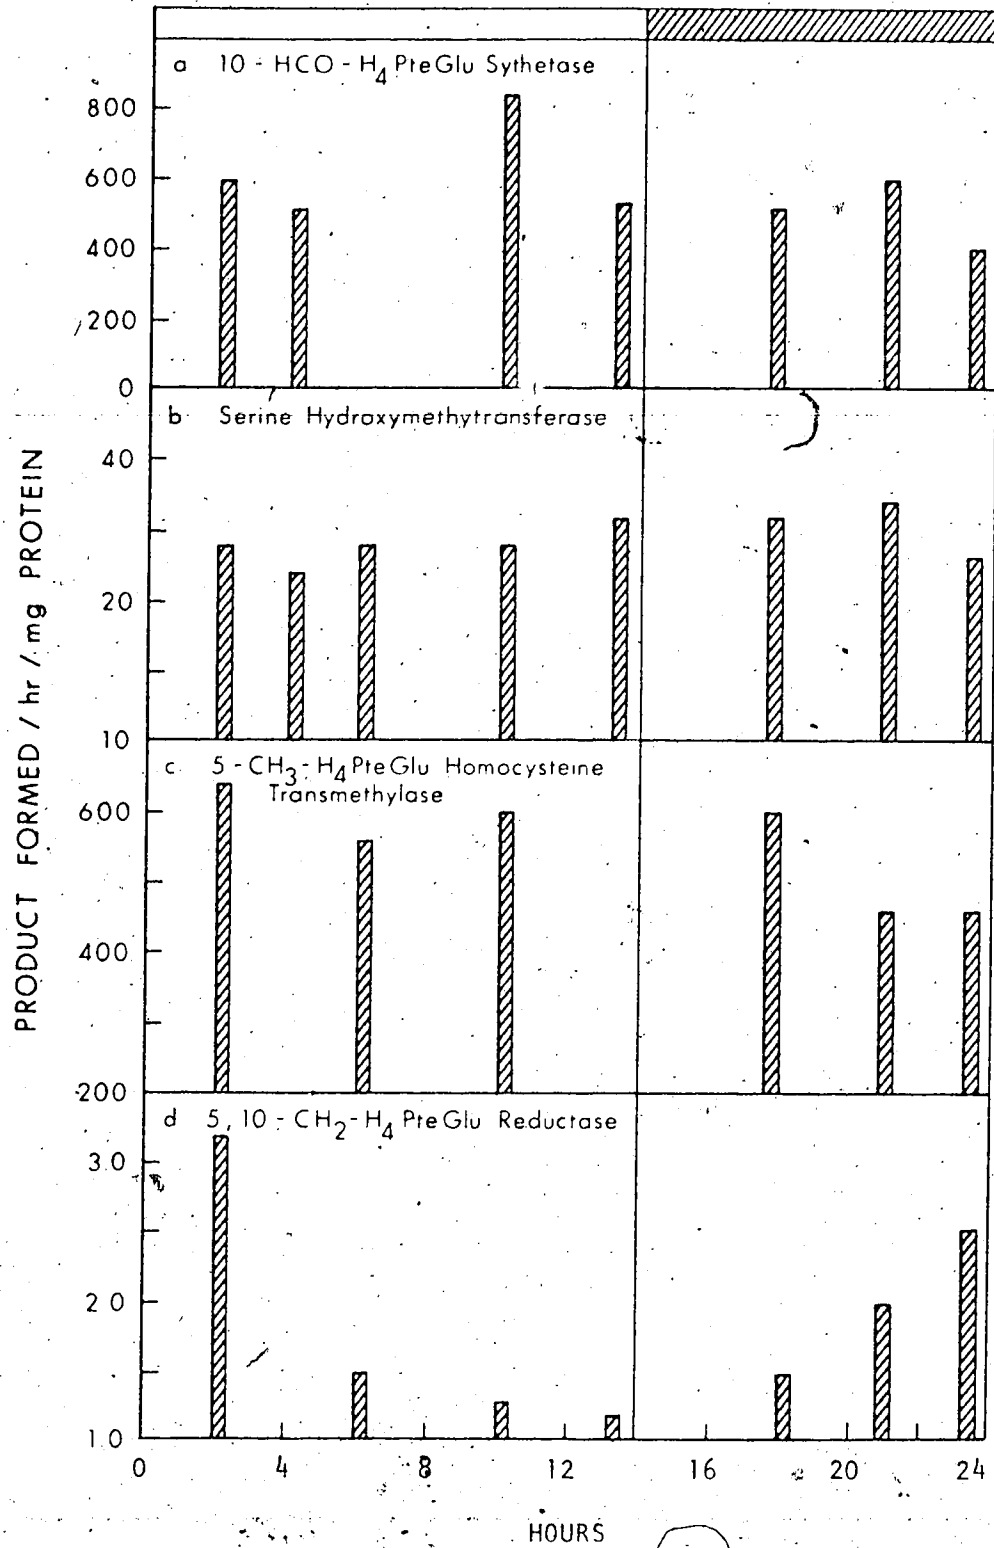 a 10 - HCO - H4 PteGlu Sythetase
800
600
400
200
0
b Serine Hydroxymethytransferase
40
20
10
c. 5 - CH3 - H4 PteGlu Homocysteine
Transmethylase
600
400
200
d 5, 10 - CH2 - H4 PteGlu Reductase
3.0
2.0
1.0
0 4 8 12 16 20 24
HOURS
PRODUCT FORMED / hr / mg PROTEIN